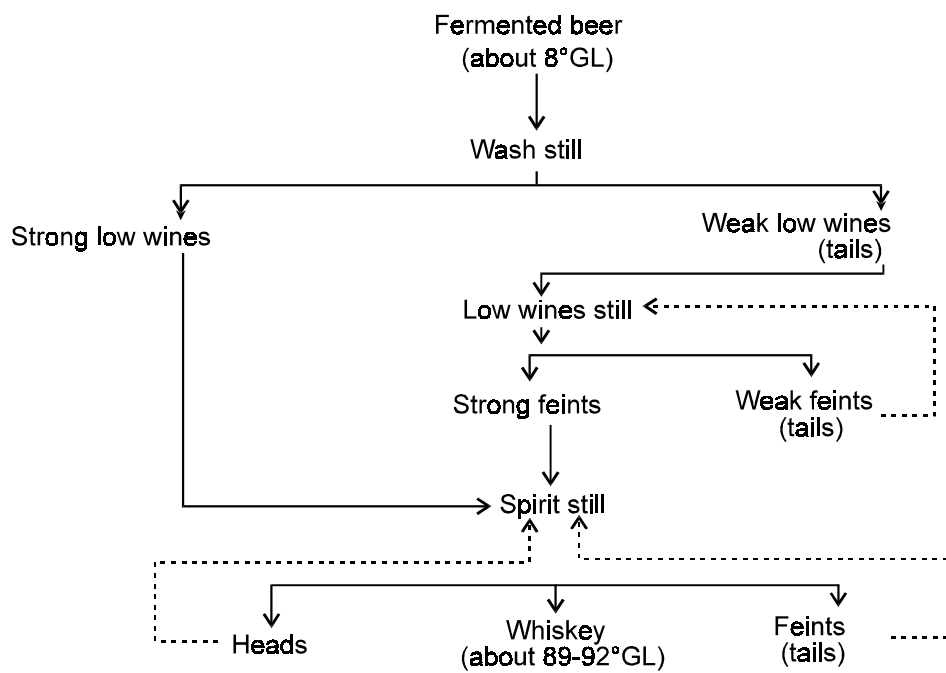 Fermented beer
(about 8°GL)
Wash still
Strong low wines
Weak low wines
(tails)
Low wines still
Strong feints
Weak feints
(tails)
Spirit still
Heads
Whiskey
(about 89-92°GL)
Feints
(tails)